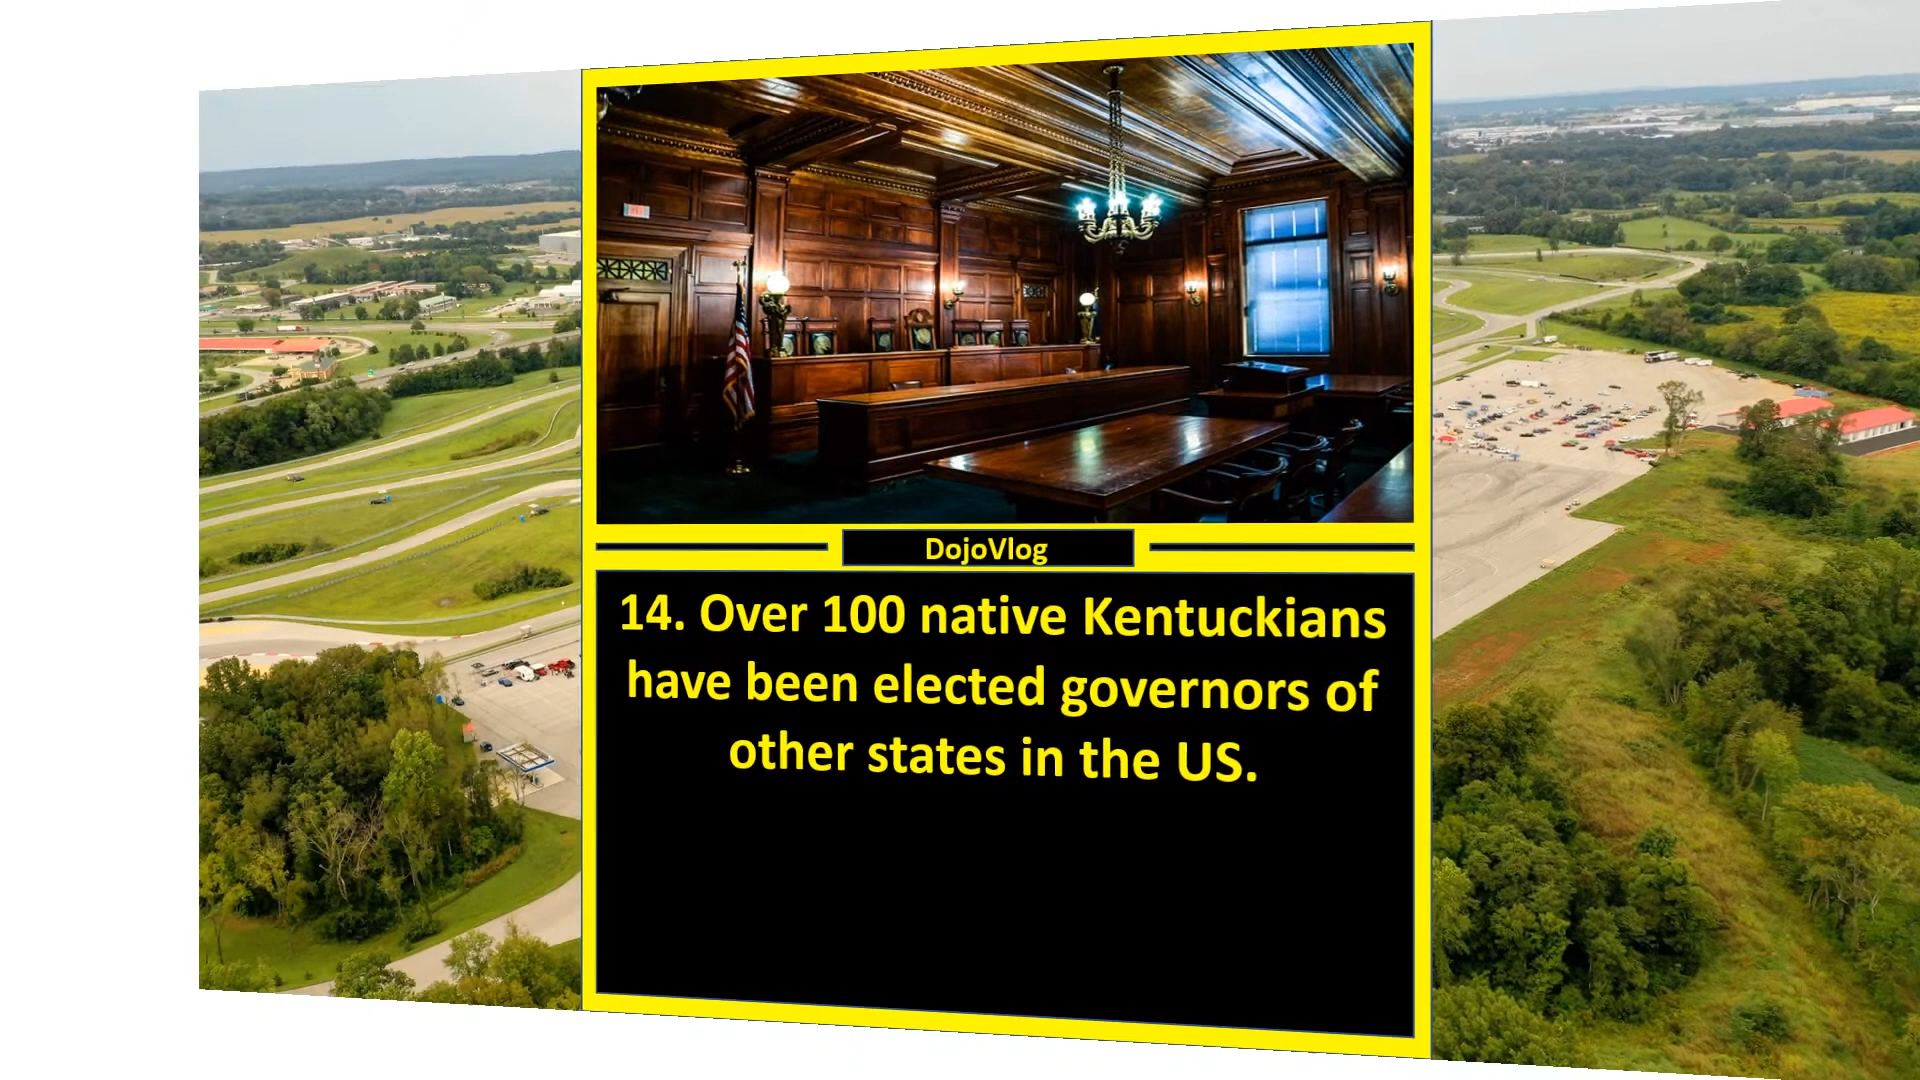 DojoVlog
14. Over 100 native Kentuckians
have been elected governors of
other states in the US.